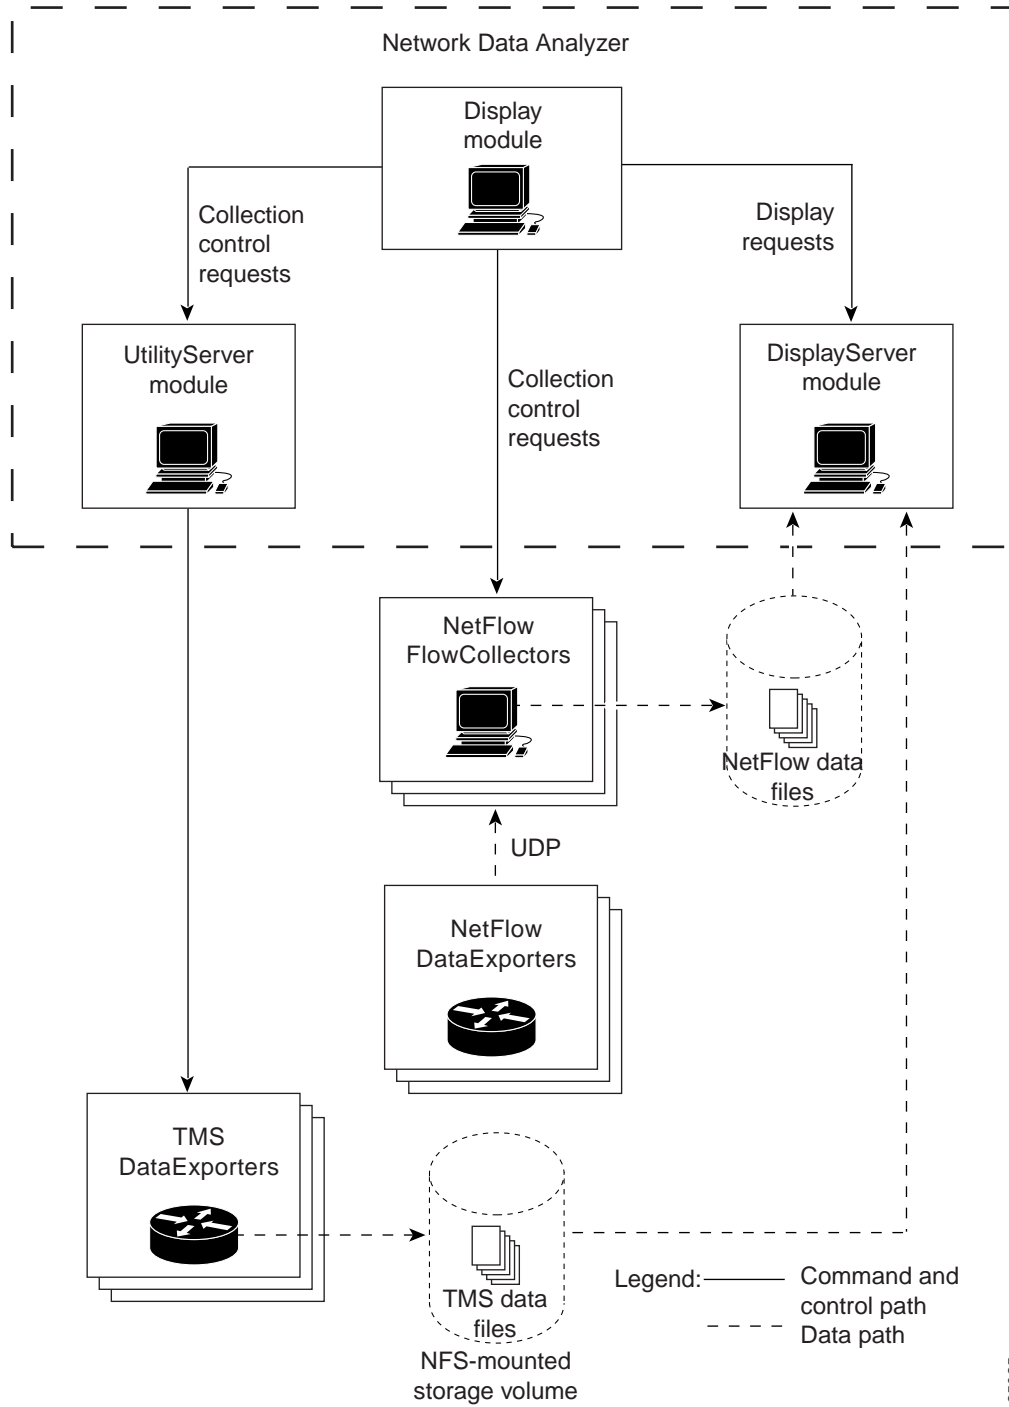 Network Data Analyzer
Display
module
Collection
control
requests
Display
requests
UtilityServer
module
Collection
control
requests
DisplayServer
module
NetFlow
FlowCollectors
NetFlow data
files
UDP
NetFlow
DataExporters
TMS
DataExporters
TMS data
files
NFS-mounted
storage volume
Legend:
Command and
control path
Data path